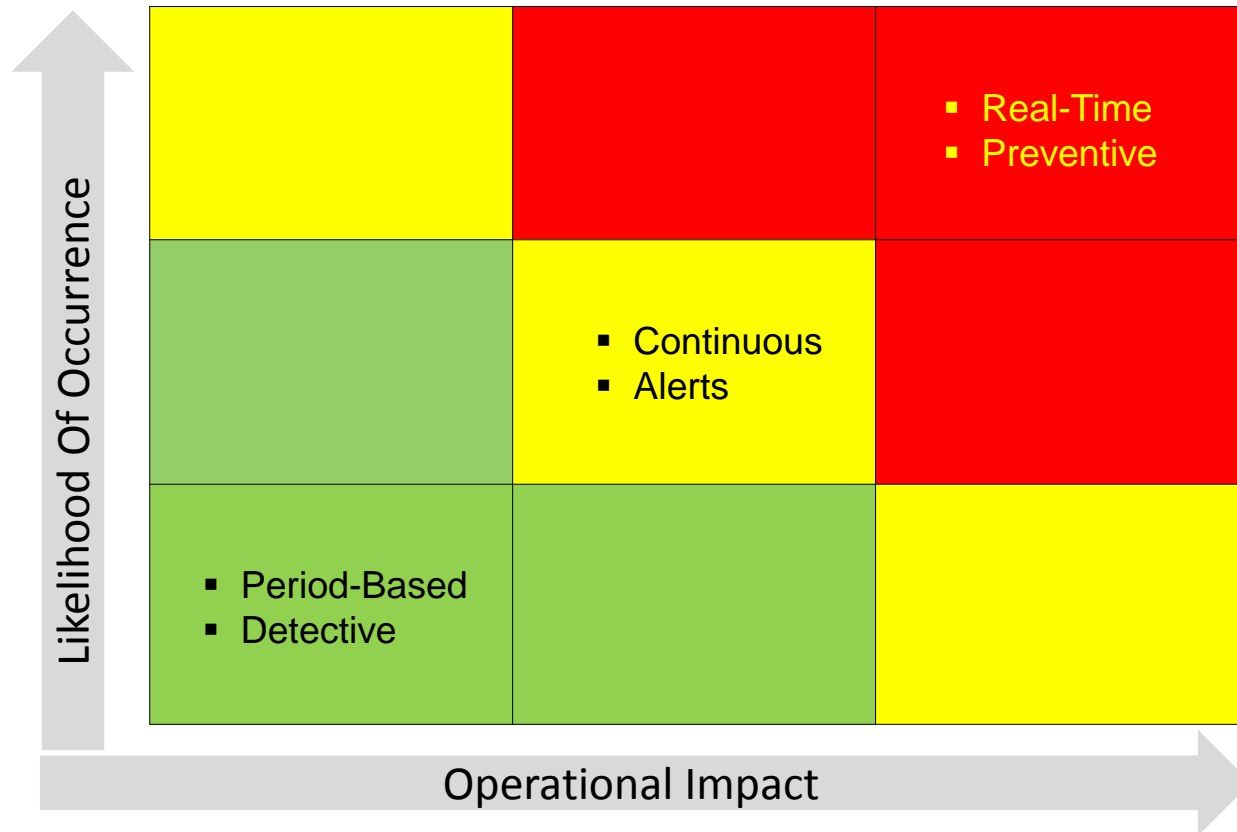 ▪ Real-Time
▪ Preventive
▪ Continuous
▪ Alerts
▪ Period-Based
▪ Detective
Likelihood Of Occurrence
Operational Impact